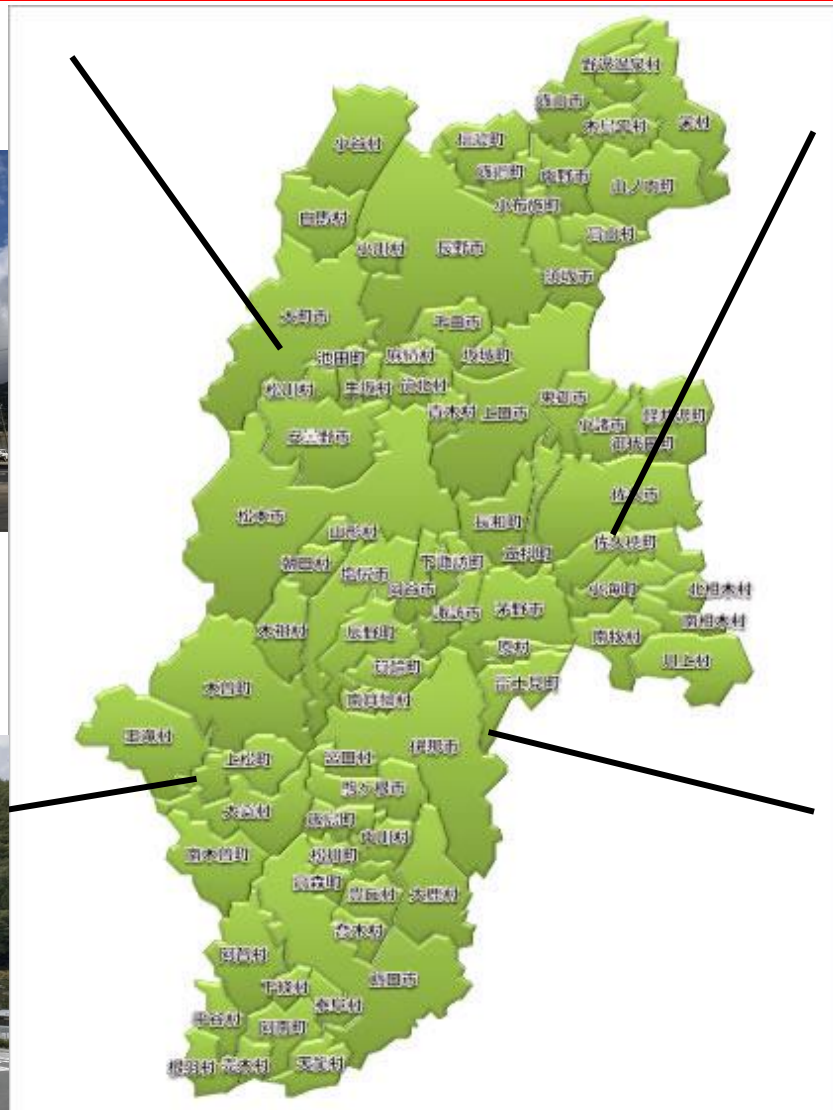 野沢温泉村
飯山市
木島平村
栄村
小谷村
信濃町
飯綱町
中野市
山ノ内町
小布施町
白馬村
小川村
長野市
高山村
須坂市
大町市
千曲市
池田町
麻績村
坂城町
松川村
生坂村
筑北村
青木村
上田市
東御市
小諸市
軽井沢町
御代田町
安曇野市
松本市
佐久市
長和町
立科町
山形村
朝日村
塩尻市
下諏訪町
岡谷市
諏訪市
茅野市
佐久穂町
小海町
北相木村
南相木村
南牧村
川上村
木祖村
辰野町
原村
富士見町
箕輪町
南箕輪村
木曽町
王滝村
上松町
宮田村
伊那市
駒ヶ根市
大桑村
飯島町
中川村
南木曽町
松川町
高森町
豊丘村
大鹿村
喬木村
阿智村
飯田市
下條村
泰阜村
平谷村
阿南町
根羽村
売木村
天龍村